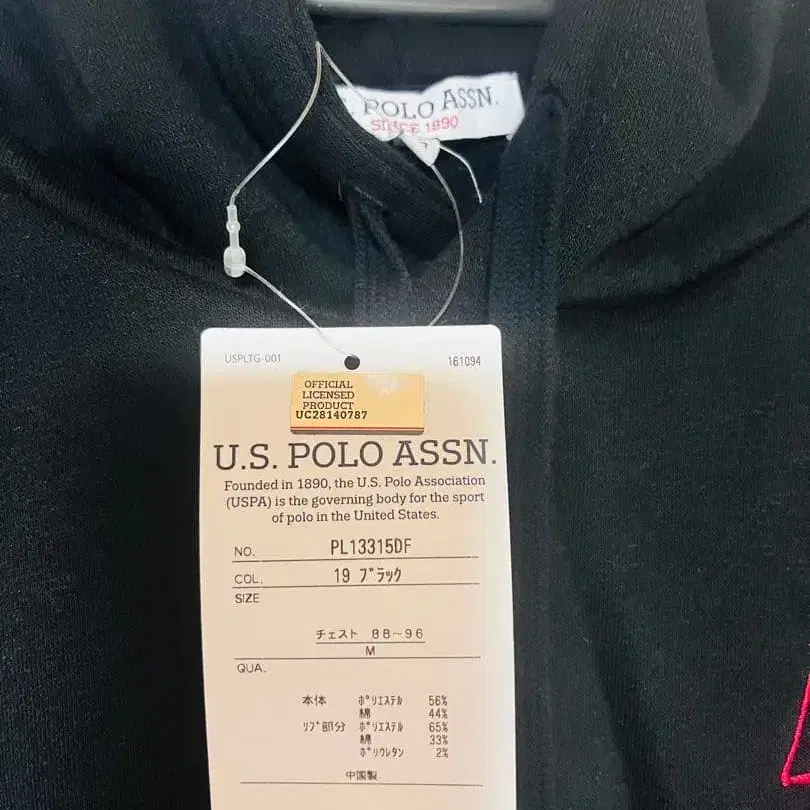 . POLO ASSN.
SINCE 1890
USPLTG-001
161094
OFFICIAL
LICENSED
PRODUCT
UC28140787
U.S. POLO ASSN.
Founded in 1890, the U.S. Polo Association
(USPA) is the governing body for the sport
of polo in the United States.
NO. PL13315DF
COL. 19 ﾌﾞﾗｯｸ
SIZE
チェスト 88~96
M
QUA.
本体 ﾎﾟﾘｴｽﾃﾙ 56%
綿 44%
ﾘﾌﾞ部分 ﾎﾟﾘｴｽﾃﾙ 65%
綿 33%
ﾎﾟﾘｳﾚﾀﾝ 2%
中国製